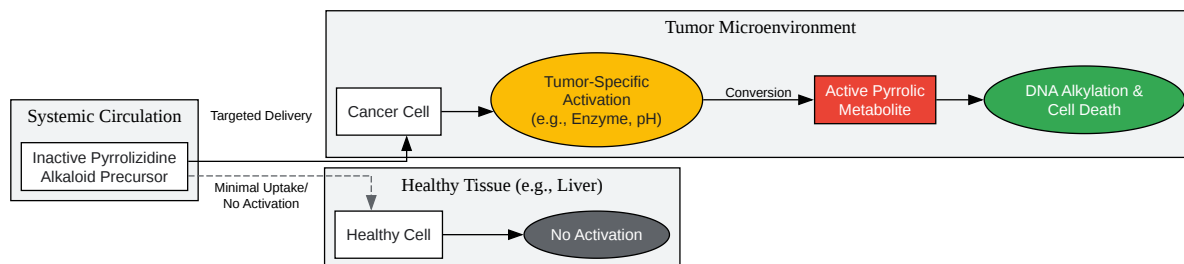 Tumor Microenvironment
Tumor-Specific
Activation
(e.g., Enzyme, pH)
Cancer Cell
Conversion
Active Pyrrolic
Metabolite
DNA Alkylation &
Cell Death
Systemic Circulation
Targeted Delivery
Inactive Pyrrolizidine
Alkaloid Precursor
Minimal Uptake/
No Activation
Healthy Tissue (e.g., Liver)
Healthy Cell
No Activation